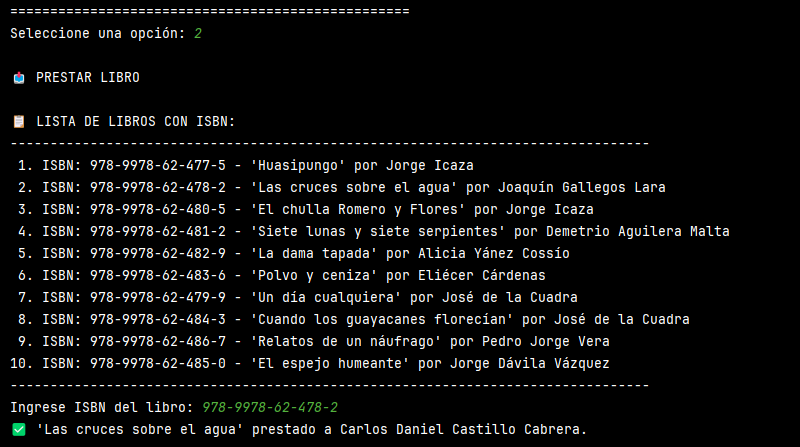 ==================================================
Seleccione una opción: 2
📩 PRESTAR LIBRO
📋 LISTA DE LIBROS CON ISBN:
--------------------------------------------------------------------------------
1. ISBN: 978-9978-62-477-5 - 'Huasipungo' por Jorge Icaza
2. ISBN: 978-9978-62-478-2 - 'Las cruces sobre el agua' por Joaquín Gallegos Lara
3. ISBN: 978-9978-62-480-5 - 'El chulla Romero y Flores' por Jorge Icaza
4. ISBN: 978-9978-62-481-2 - 'Siete lunas y siete serpientes' por Demetrio Aguilera Malta
5. ISBN: 978-9978-62-482-9 - 'La dama tapada' por Alicia Yánez Cossío
6. ISBN: 978-9978-62-483-6 - 'Polvo y ceniza' por Eliécer Cárdenas
7. ISBN: 978-9978-62-479-9 - 'Un día cualquiera' por José de la Cuadra
8. ISBN: 978-9978-62-484-3 - 'Cuando los guayacanes florecían' por José de la Cuadra
9. ISBN: 978-9978-62-486-7 - 'Relatos de un náufrago' por Pedro Jorge Vera
10. ISBN: 978-9978-62-485-0 - 'El espejo humeante' por Jorge Dávila Vázquez
--------------------------------------------------------------------------------
Ingrese ISBN del libro: 978-9978-62-478-2
✅ 'Las cruces sobre el agua' prestado a Carlos Daniel Castillo Cabrera.